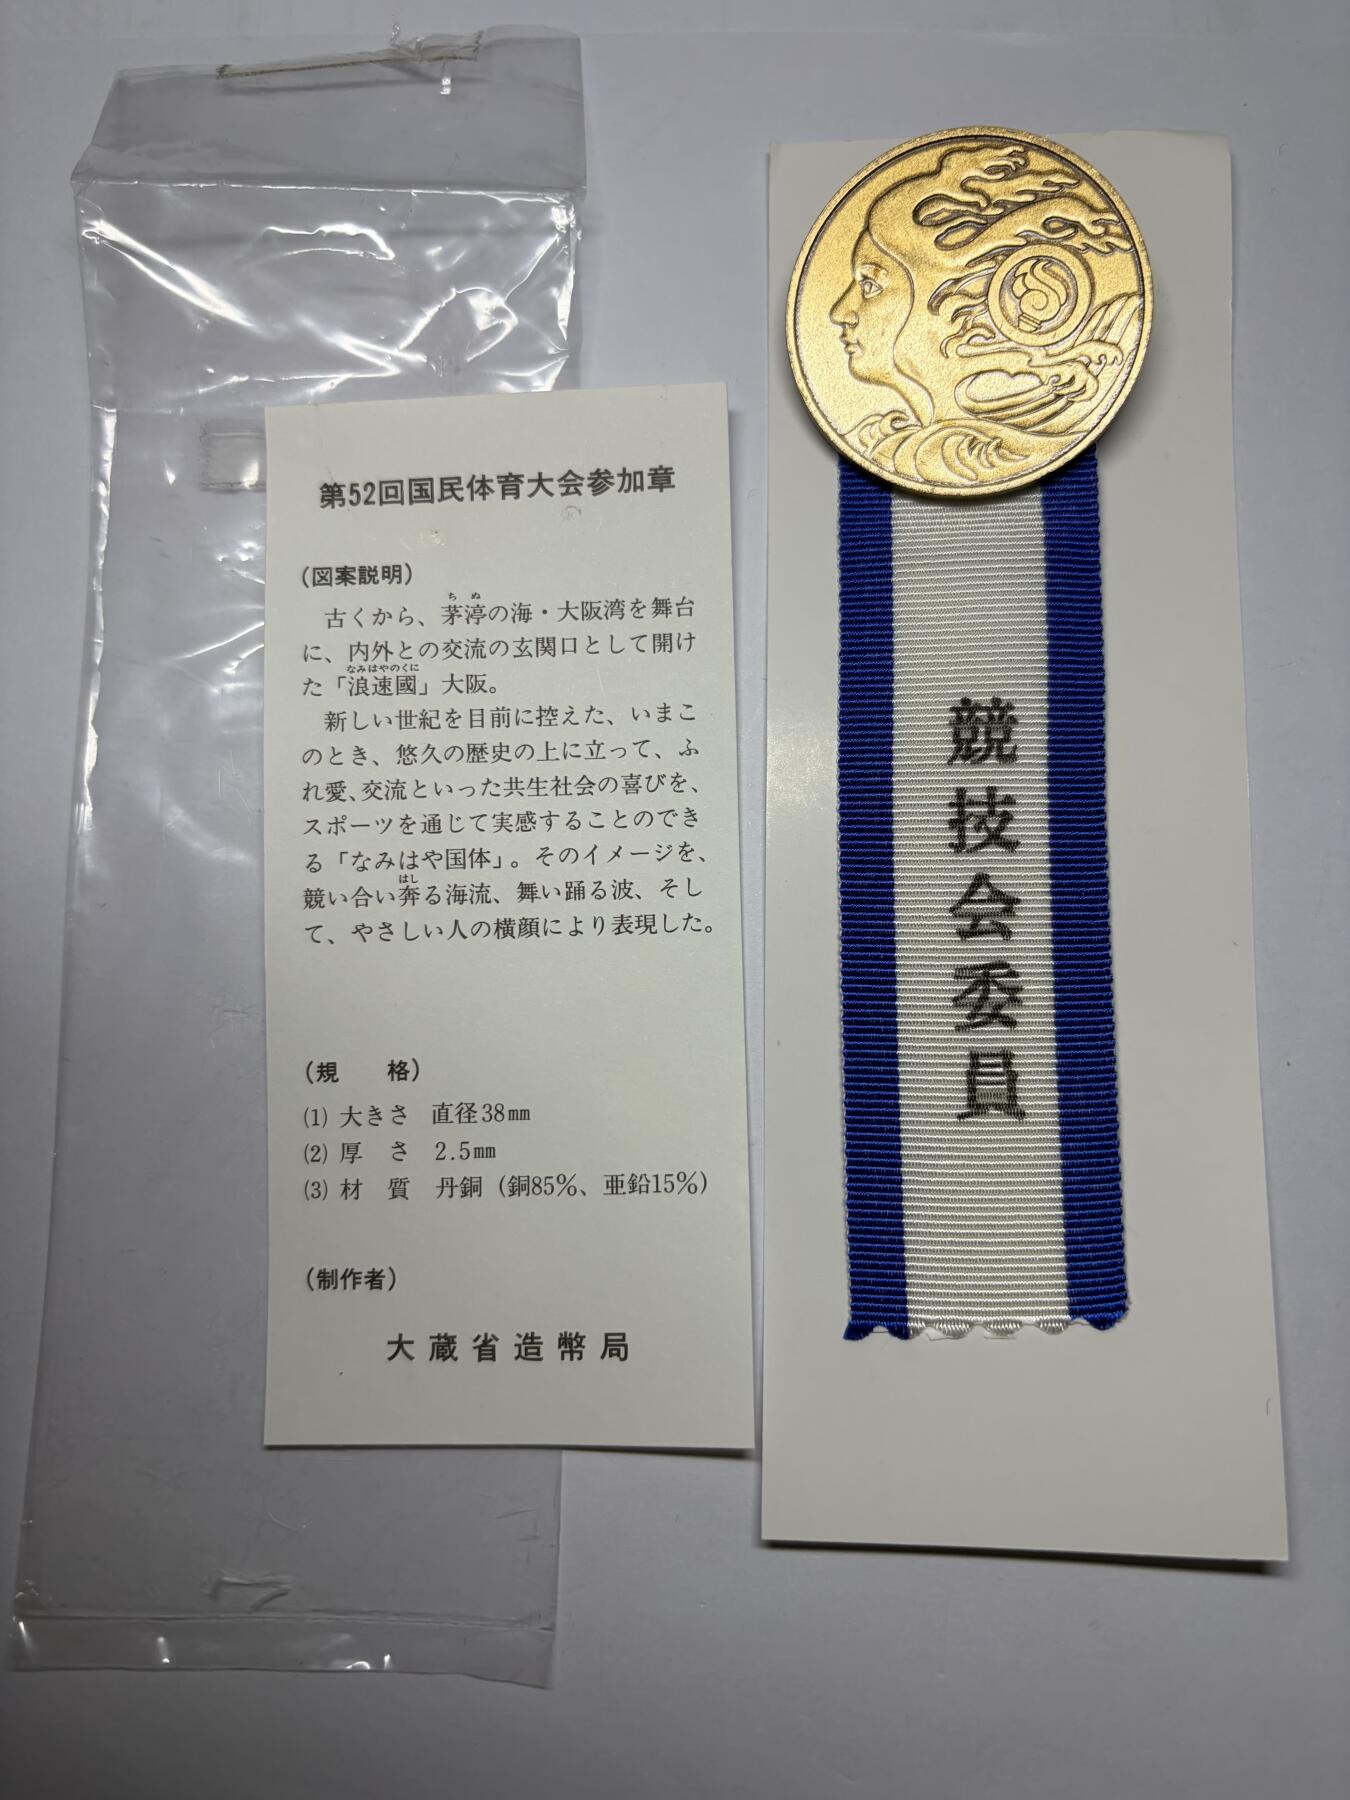 第52回国民体育大会参加章
(図案説明)
古くから、茅渟の海・大阪湾を舞台
に、内外との交流の玄関口として開け
た「浪速國」大阪。
新しい世紀を目前に控えた、いまこ
のとき、悠久の歴史の上に立って、ふ
れ愛、交流といった共生社会の喜びを、
スポーツを通じて実感することのでき
る「なみはや国体」。そのイメージを、
競い合い奔る海流、舞い踊る波、そし
て、やさしい人の横顔により表現した。
(規 格)
⑴ 大きさ 直径38㎜
⑵ 厚 さ 2.5㎜
⑶ 材 質 丹銅(銅85%、亜鉛15%)
(制作者)
大蔵省造幣局
競技会委員